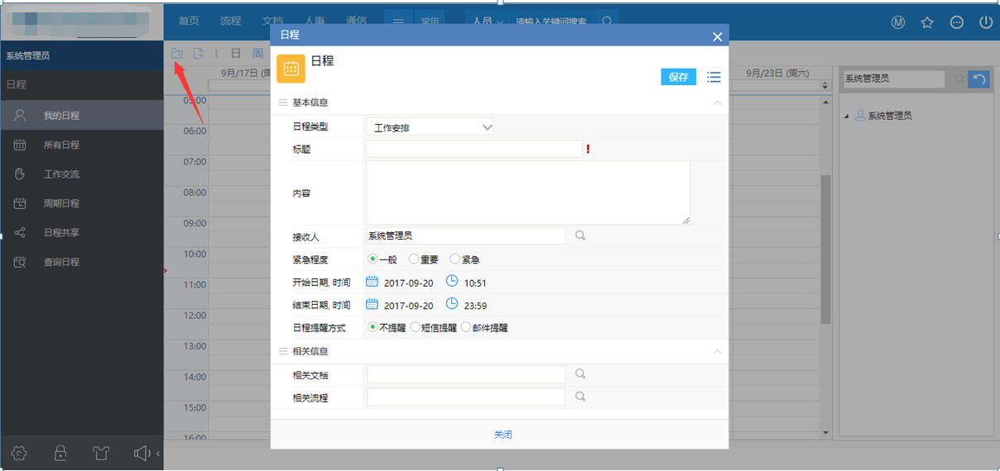 首页 流程 文档 人事 通信 常用 人员 请输入关键词搜索
系统管理员
日程
我的日程
所有日程
工作交流
周期日程
日程共享
查询日程
日 周
9月/17日 (周
05:00
06:00
07:00
08:00
09:00
10:00
11:00
12:00
13:00
14:00
15:00
16:00
日程
日程
保存
基本信息
日程类型 工作安排
标题 !
内容
接收人 系统管理员
紧急程度 一般 重要 紧急
开始日期, 时间 2017-09-20 10:51
结束日期, 时间 2017-09-20 23:59
日程提醒方式 不提醒 短信提醒 邮件提醒
相关信息
相关文档
相关流程
关闭
9月/23日 (周六)
系统管理员
系统管理员